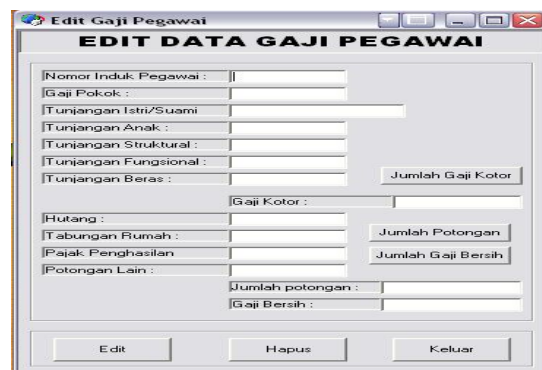 Edit Gaji Pegawai
EDIT DATA GAJI PEGAWAI
Nomor Induk Pegawai :
Gaji Pokok :
Tunjangan Istri/Suami
Tunjangan Anak :
Tunjangan Struktural :
Tunjangan Fungsional :
Tunjangan Beras :
Jumlah Gaji Kotor
Gaji Kotor :
Hutang :
Tabungan Rumah :
Jumlah Potongan
Pajak Penghasilan
Jumlah Gaji Bersih
Potongan Lain :
Jumlah potongan :
Gaji Bersih :
Edit Hapus Keluar